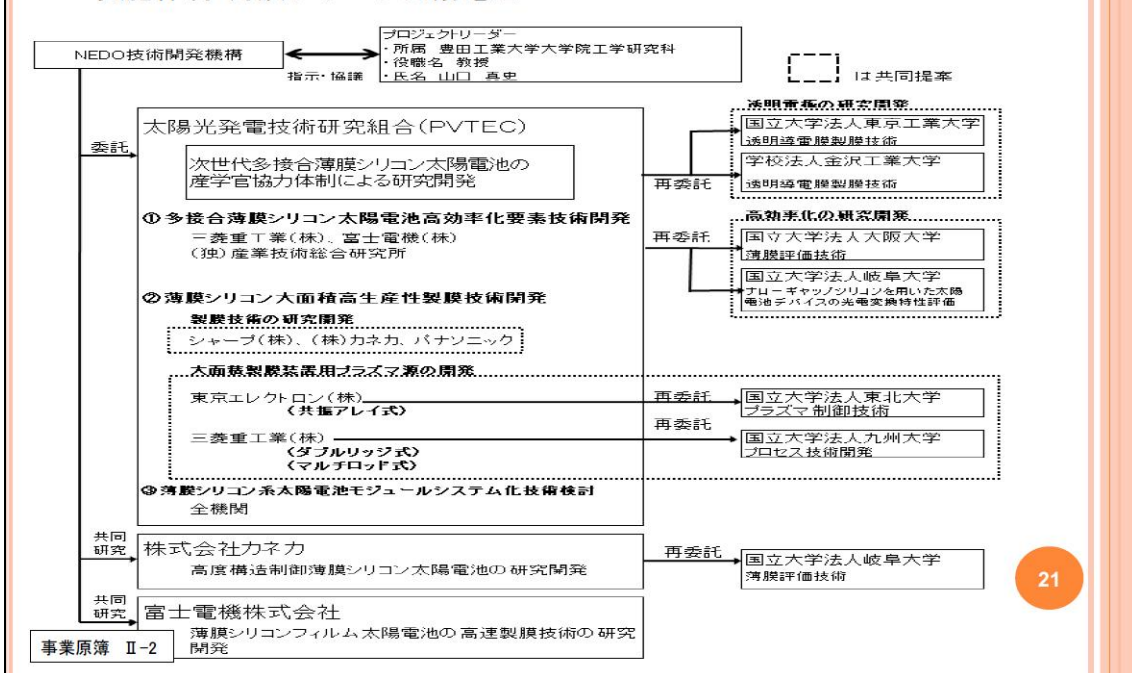 NEDO技術開発機構
指示・協議
プロジェクトリーダー
・所属 豊田工業大学大学院工学研究科
・役職名 教授
・氏名 山口 真史
は共同提案
委託
太陽光発電技術研究組合(PVTEC)
次世代多接合薄膜シリコン太陽電池の
産学官協力体制による研究開発
①多接合薄膜シリコン太陽電池高効率化要素技術開発
三菱重工業(株)、富士電機(株)
(独)産業技術総合研究所
②薄膜シリコン大面積高生産性製膜技術開発
製膜技術の研究開発
シャープ(株)、(株)カネカ、パナソニック
大面積製膜装置用プラズマ源の開発
東京エレクトロン(株)
(共振アレイ式)
三菱重工業(株)
(ダブルリッジ式)
(マルチロッド式)
③薄膜シリコン系太陽電池モジュールシステム化技術検討
全機関
再委託
透明電極の研究開発
国立大学法人東京工業大学
透明導電膜製膜技術
学校法人金沢工業大学
透明導電膜製膜技術
再委託
高効率化の研究開発
国立大学法人大阪大学
薄膜評価技術
国立大学法人岐阜大学
ナローギャップシリコンを用いた太陽
電池デバイスの光電変換特性評価
再委託
国立大学法人東北大学
プラズマ制御技術
再委託
国立大学法人九州大学
プロセス技術開発
共同
研究
株式会社カネカ
高度構造制御薄膜シリコン太陽電池の研究開発
再委託
国立大学法人岐阜大学
薄膜評価技術
共同
研究
富士電機株式会社
薄膜シリコンフィルム太陽電池の高速製膜技術の研究
開発
事業原簿 Ⅱ-2
21